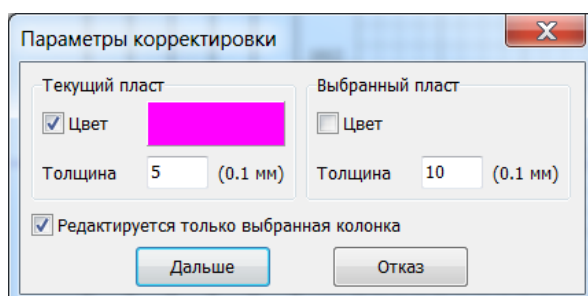 Параметры корректировки
Текущий пласт
Выбранный пласт
Цвет
Цвет
Толщина 5 (0.1 мм)
Толщина 10 (0.1 мм)
Редактируется только выбранная колонка
Дальше
Отказ